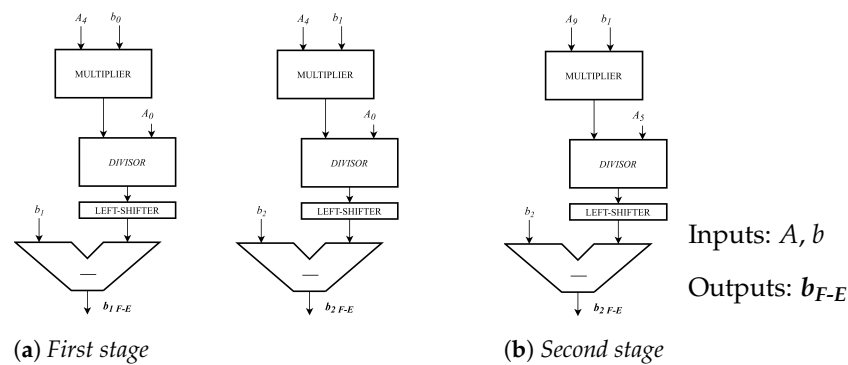 A4 b0
MULTIPLIER
A0
DIVISOR
LEFT-SHIFTER
b1
—
b1 F-E
A4 b1
MULTIPLIER
A0
DIVISOR
LEFT-SHIFTER
b2
—
b2 F-E
(a) First stage
A9 b1
MULTIPLIER
A5
DIVISOR
LEFT-SHIFTER
b2
—
b2 F-E
(b) Second stage
Inputs: A, b
Outputs: bF-E